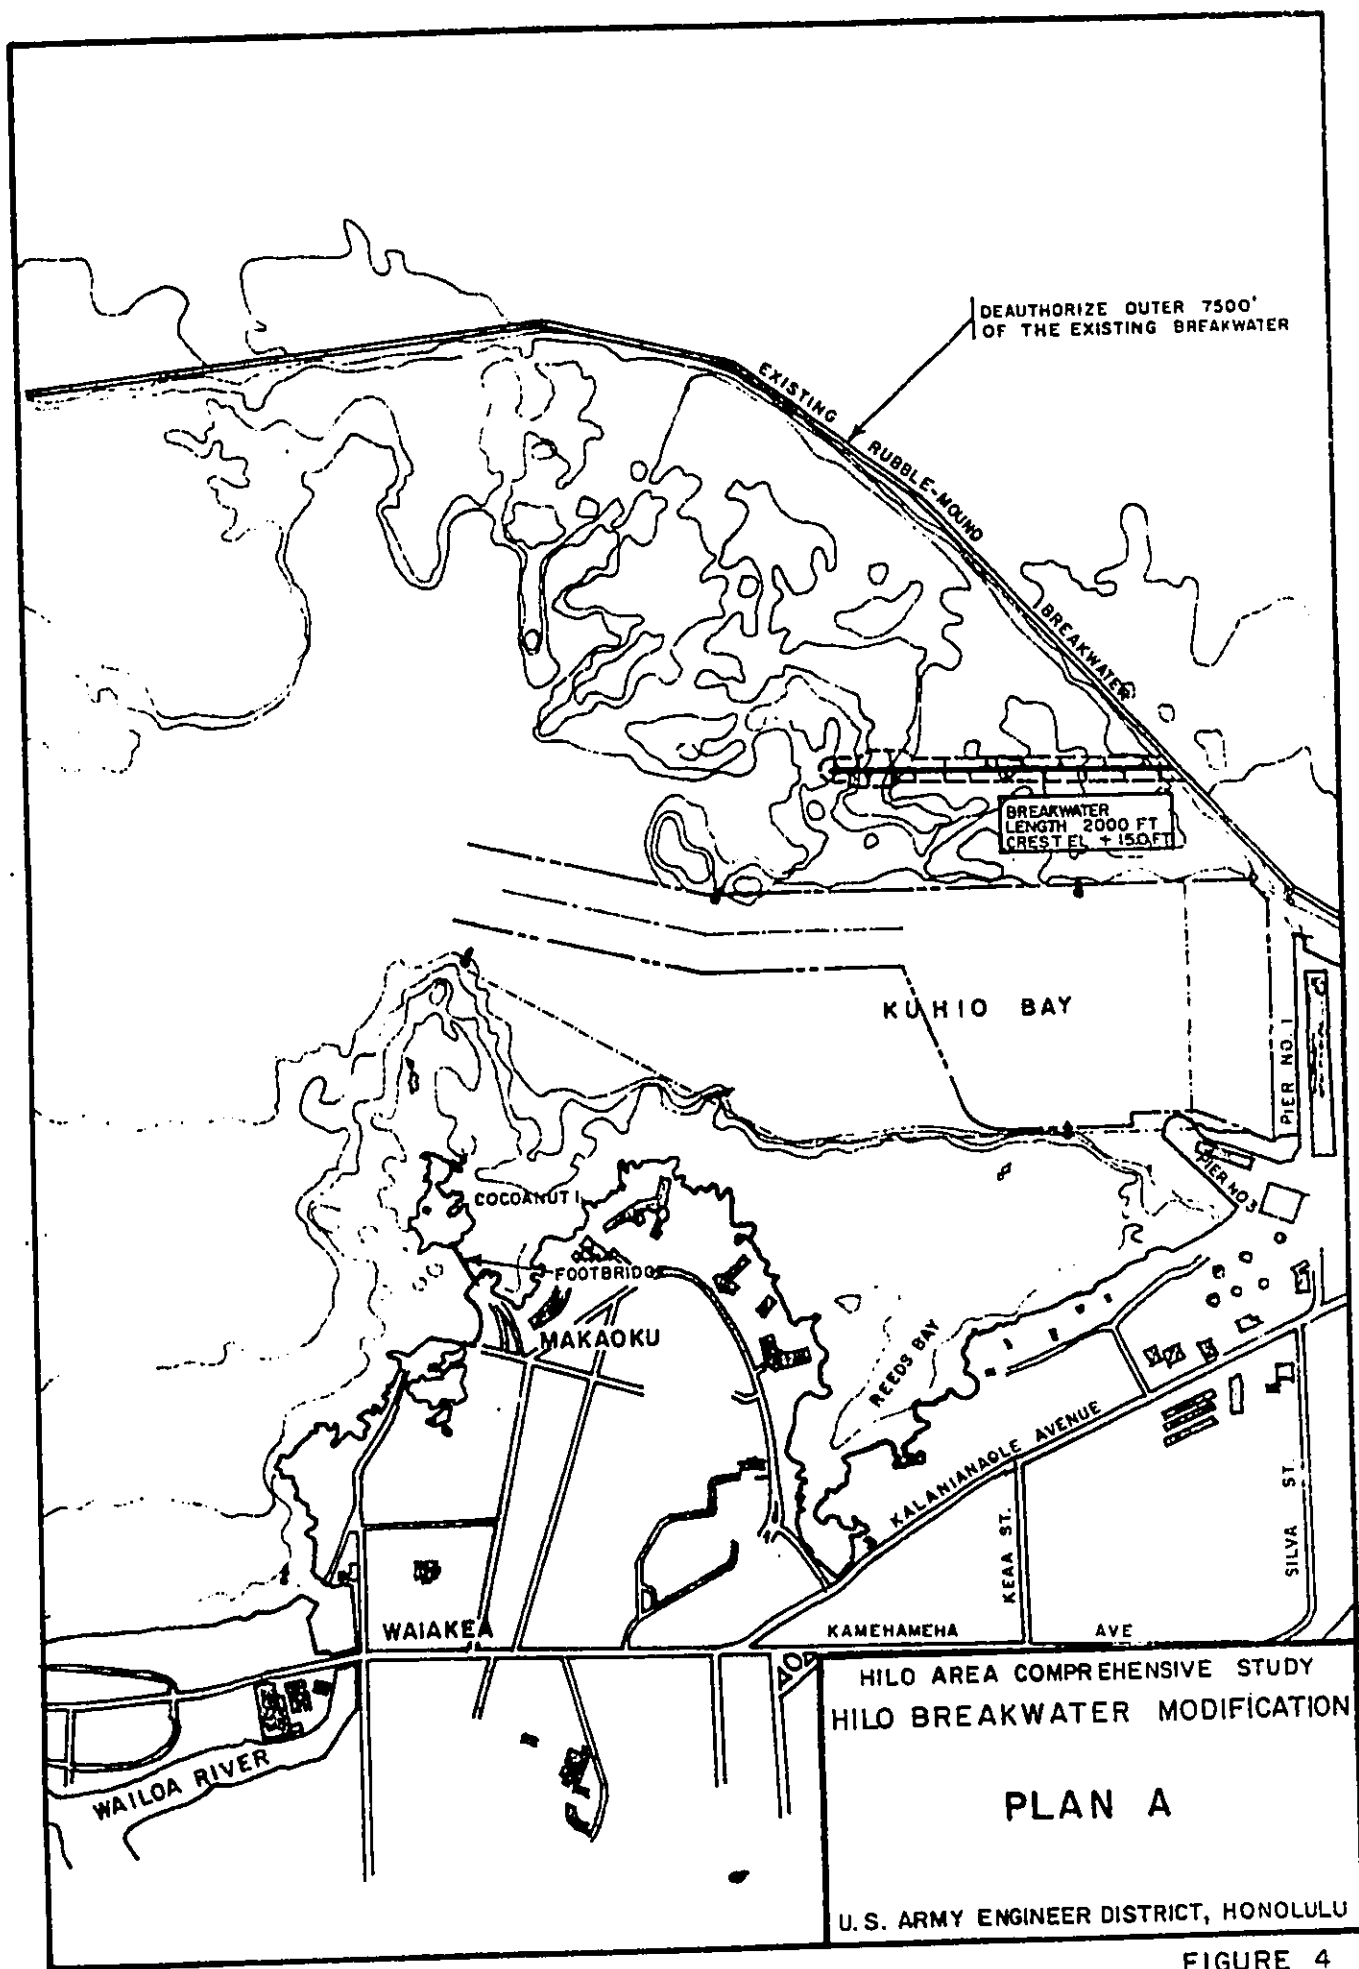 DEAUTHORIZE OUTER 7500'
OF THE EXISTING BREAKWATER
EXISTING RUBBLE-MOUND BREAKWATER
BREAKWATER
LENGTH 2000 FT
CREST EL + 15.0 FT
KUHIO BAY
PIER NO. 1
PIER NO. 3
COCOANUT I.
FOOTBRIDGE
MAKAOKU
REEDS BAY
KALANIANAOLE AVENUE
KEAA ST.
SILVA ST.
WAIAKEA
KAMEHAMEHA AVE
WAILOA RIVER
HILO AREA COMPREHENSIVE STUDY
HILO BREAKWATER MODIFICATION
PLAN A
U.S. ARMY ENGINEER DISTRICT, HONOLULU
FIGURE 4